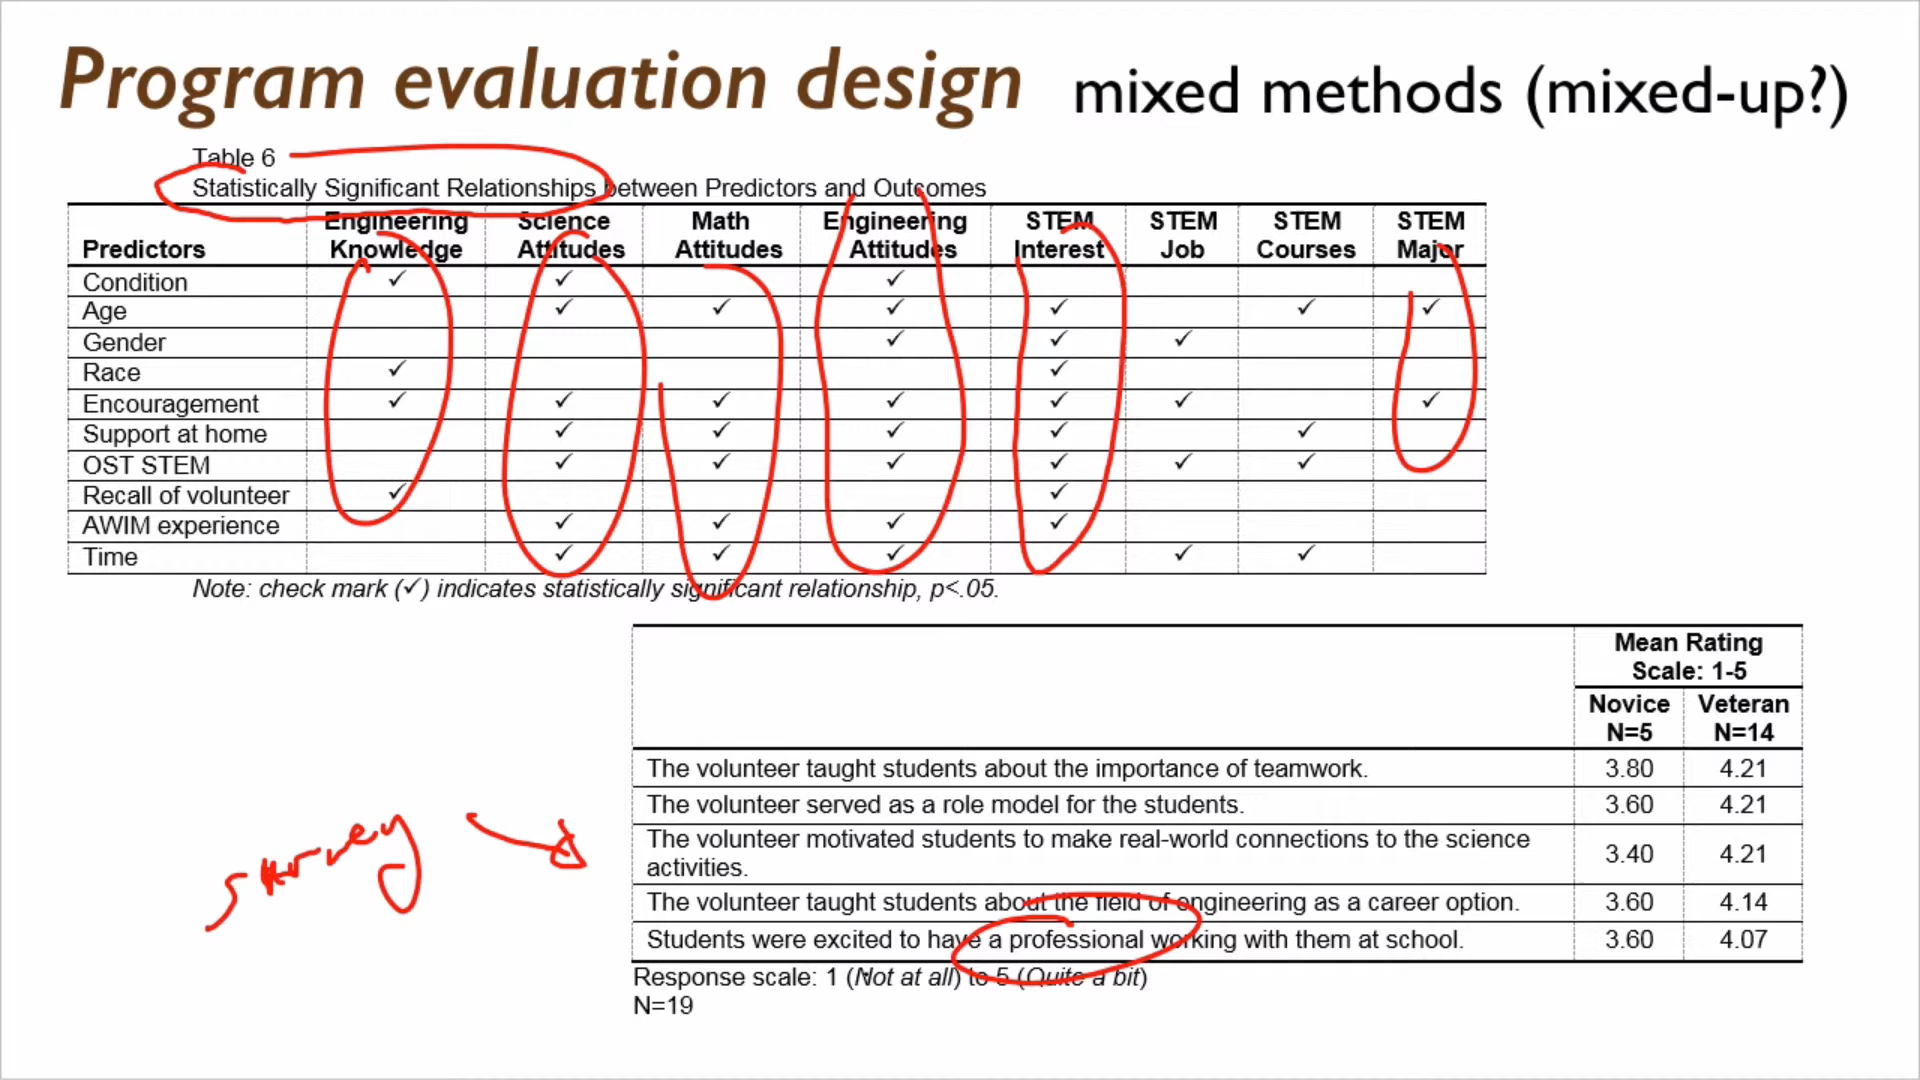 Program evaluation design mixed methods (mixed-up?)
Table 6
Statistically Significant Relationships between Predictors and Outcomes
Predictors Engineering Knowledge Science Attitudes Math Attitudes Engineering Attitudes STEM Interest STEM Job STEM Courses STEM Major
Condition ✓ ✓ ✓
Age ✓ ✓ ✓ ✓ ✓ ✓
Gender ✓ ✓ ✓
Race ✓ ✓
Encouragement ✓ ✓ ✓ ✓ ✓ ✓ ✓
Support at home ✓ ✓ ✓ ✓ ✓
OST STEM ✓ ✓ ✓ ✓ ✓ ✓
Recall of volunteer ✓ ✓
AWIM experience ✓ ✓ ✓ ✓
Time ✓ ✓ ✓ ✓ ✓
Note: check mark (✓) indicates statistically significant relationship, p<.05.
Mean Rating
Scale: 1-5
Novice Veteran
N=5 N=14
The volunteer taught students about the importance of teamwork. 3.80 4.21
The volunteer served as a role model for the students. 3.60 4.21
The volunteer motivated students to make real-world connections to the science
activities. 3.40 4.21
The volunteer taught students about the field of engineering as a career option. 3.60 4.14
Students were excited to have a professional working with them at school. 3.60 4.07
Response scale: 1 (Not at all) to 5 (Quite a bit)
N=19
survey